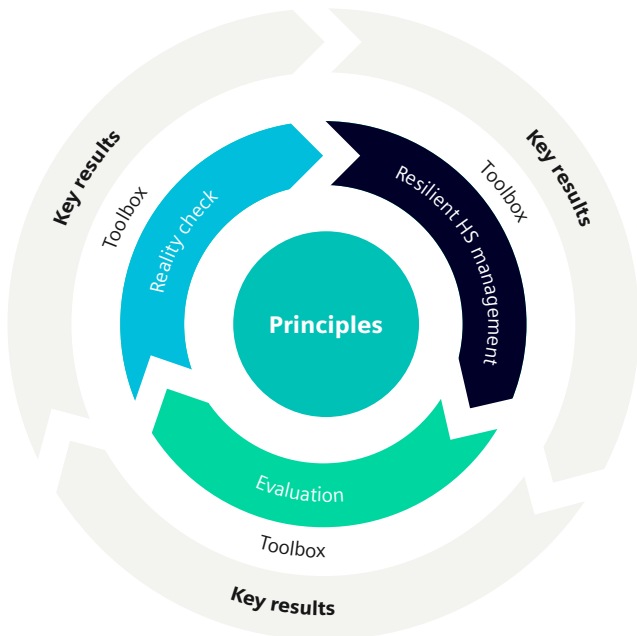 Key results
Toolbox
Reality check
Key results
Toolbox
Resilient HS management
Principles
Evaluation
Toolbox
Key results